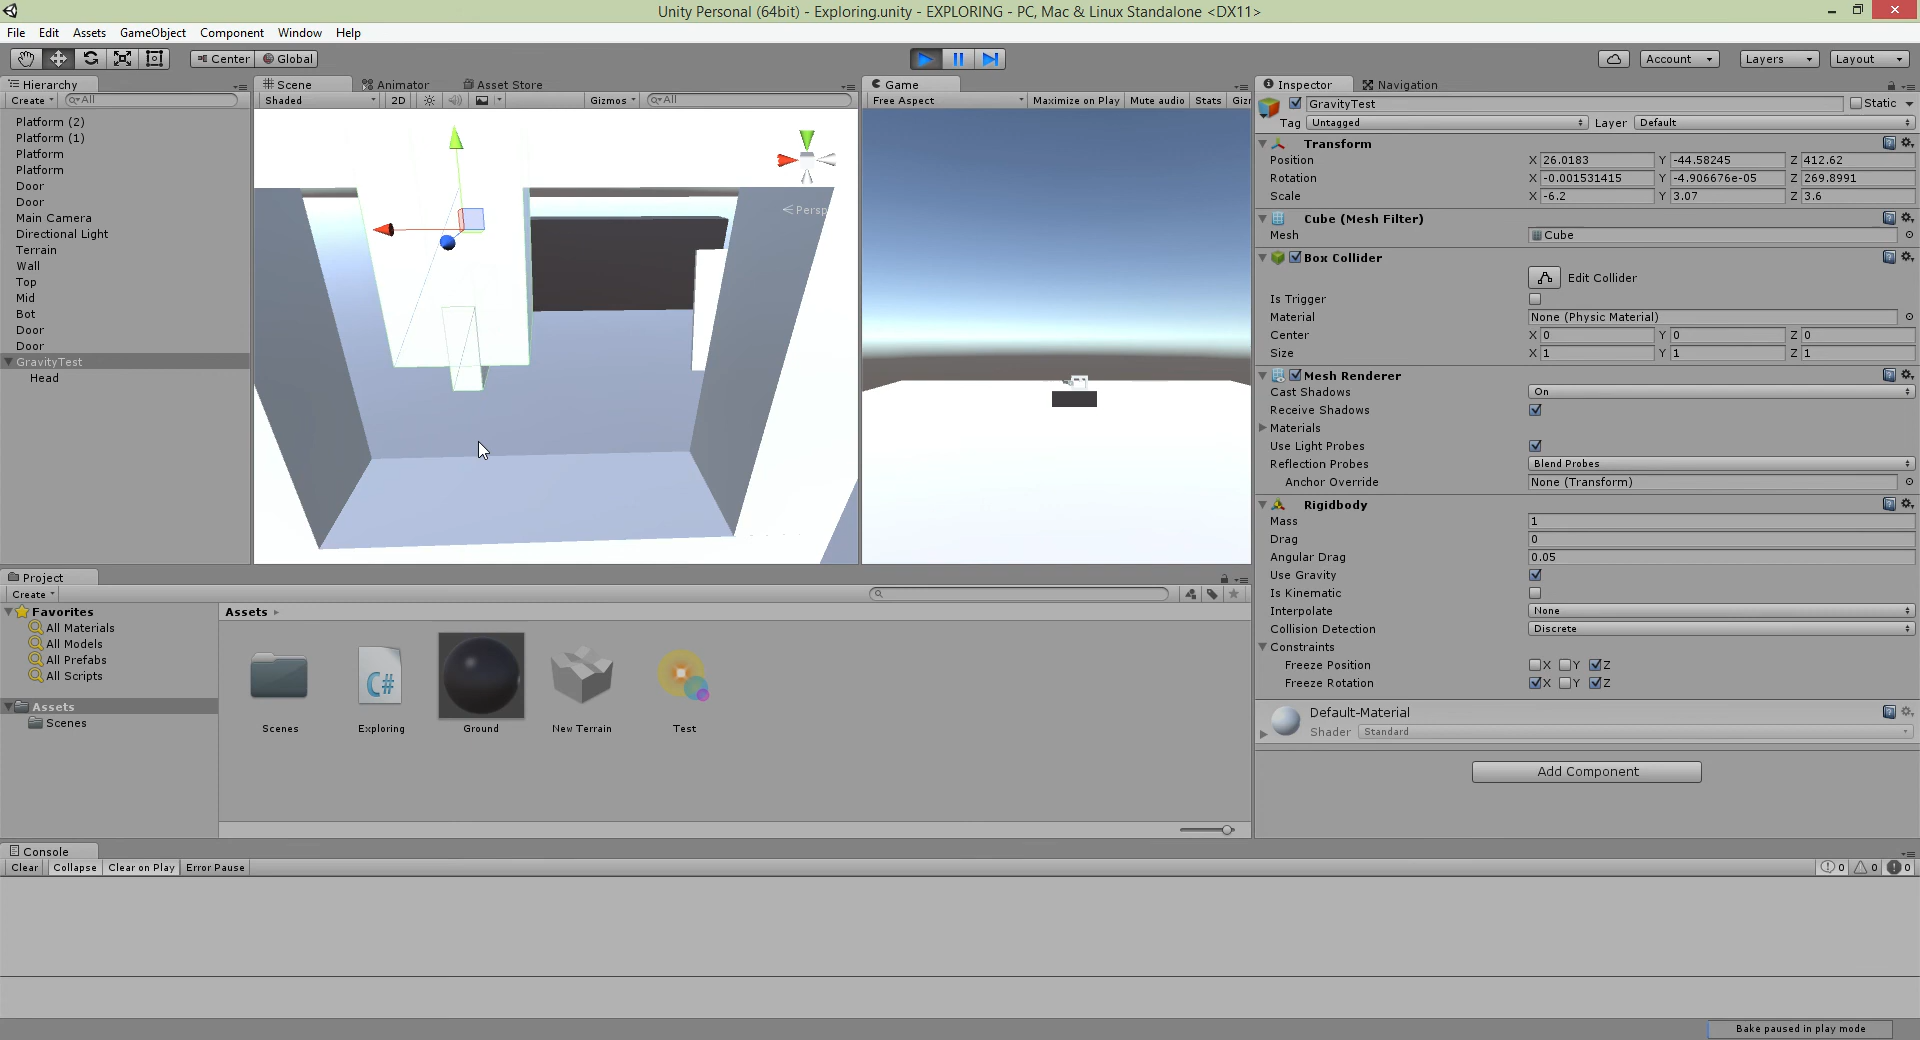 Unity Personal (64bit) - Exploring.unity - EXPLORING - PC, Mac & Linux Standalone <DX11>
File Edit Assets GameObject Component Window Help
Center Global Account Layers Layout
Hierarchy
Create All
Platform (2)
Platform (1)
Platform
Platform
Door
Door
Main Camera
Directional Light
Terrain
Wall
Top
Mid
Bot
Door
Door
GravityTest
Head
Scene Animator Asset Store
Shaded 2D Gizmos All
Persp
Game
Free Aspect Maximize on Play Mute audio Stats Giz
Inspector Navigation
GravityTest Static
Tag Untagged Layer Default
Transform
Position X 26.0183 Y -44.58245 Z 412.62
Rotation X -0.001531415 Y -4.906676e-05 Z 269.8991
Scale X -6.2 Y 3.07 Z 3.6
Cube (Mesh Filter)
Mesh Cube
Box Collider
Edit Collider
Is Trigger
Material None (Physic Material)
Center X 0 Y 0 Z 0
Size X 1 Y 1 Z 1
Mesh Renderer
Cast Shadows On
Receive Shadows
Materials
Use Light Probes
Reflection Probes Blend Probes
Anchor Override None (Transform)
Rigidbody
Mass 1
Drag 0
Angular Drag 0.05
Use Gravity
Is Kinematic
Interpolate None
Collision Detection Discrete
Constraints
Freeze Position X Y Z
Freeze Rotation X Y Z
Default-Material
Shader Standard
Add Component
Project
Create
Favorites
All Materials
All Models
All Prefabs
All Scripts
Assets
Scenes
Assets
C#
Scenes Exploring Ground New Terrain Test
Console
Clear Collapse Clear on Play Error Pause 0 0 0
Bake paused in play mode